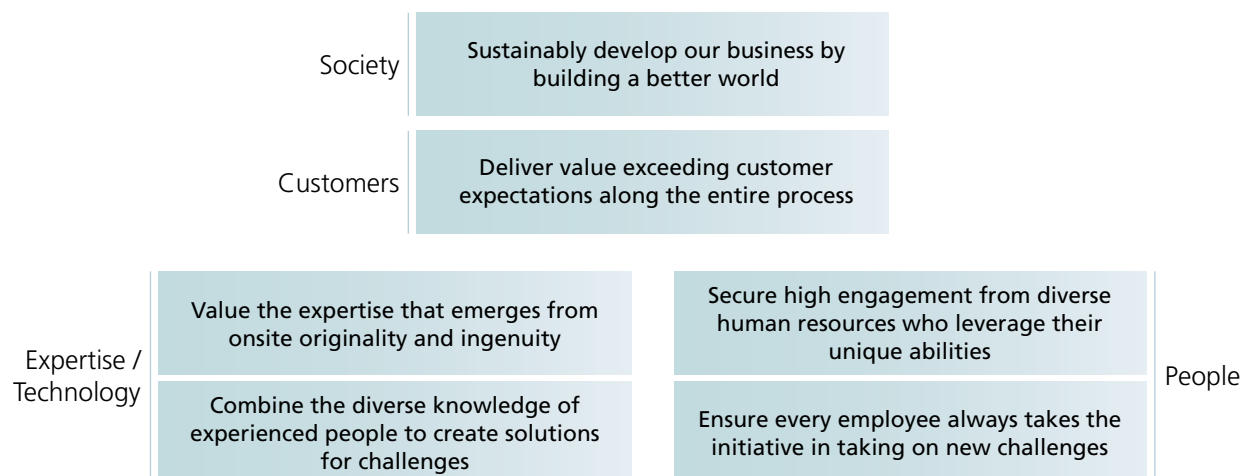 Society
Sustainably develop our business by
building a better world
Customers
Deliver value exceeding customer
expectations along the entire process
Expertise /
Technology
Value the expertise that emerges from
onsite originality and ingenuity
Combine the diverse knowledge of
experienced people to create solutions
for challenges
Secure high engagement from diverse
human resources who leverage their
unique abilities
Ensure every employee always takes the
initiative in taking on new challenges
People